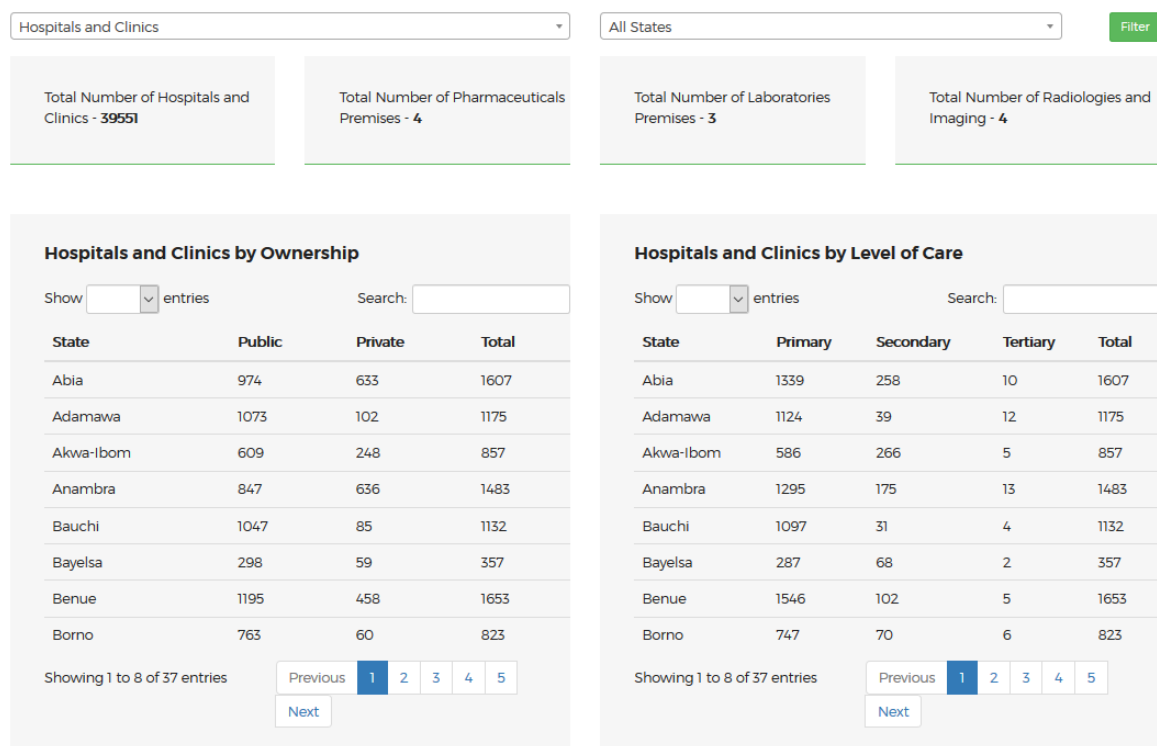 Hospitals and Clinics
All States
Filter
Total Number of Hospitals and
Clinics - 39551
Total Number of Pharmaceuticals
Premises - 4
Total Number of Laboratories
Premises - 3
Total Number of Radiologies and
Imaging - 4
Hospitals and Clinics by Ownership
Show entries Search:
State Public Private Total
Abia 974 633 1607
Adamawa 1073 102 1175
Akwa-Ibom 609 248 857
Anambra 847 636 1483
Bauchi 1047 85 1132
Bayelsa 298 59 357
Benue 1195 458 1653
Borno 763 60 823
Showing 1 to 8 of 37 entries Previous 1 2 3 4 5
Next
Hospitals and Clinics by Level of Care
Show entries Search:
State Primary Secondary Tertiary Total
Abia 1339 258 10 1607
Adamawa 1124 39 12 1175
Akwa-Ibom 586 266 5 857
Anambra 1295 175 13 1483
Bauchi 1097 31 4 1132
Bayelsa 287 68 2 357
Benue 1546 102 5 1653
Borno 747 70 6 823
Showing 1 to 8 of 37 entries Previous 1 2 3 4 5
Next